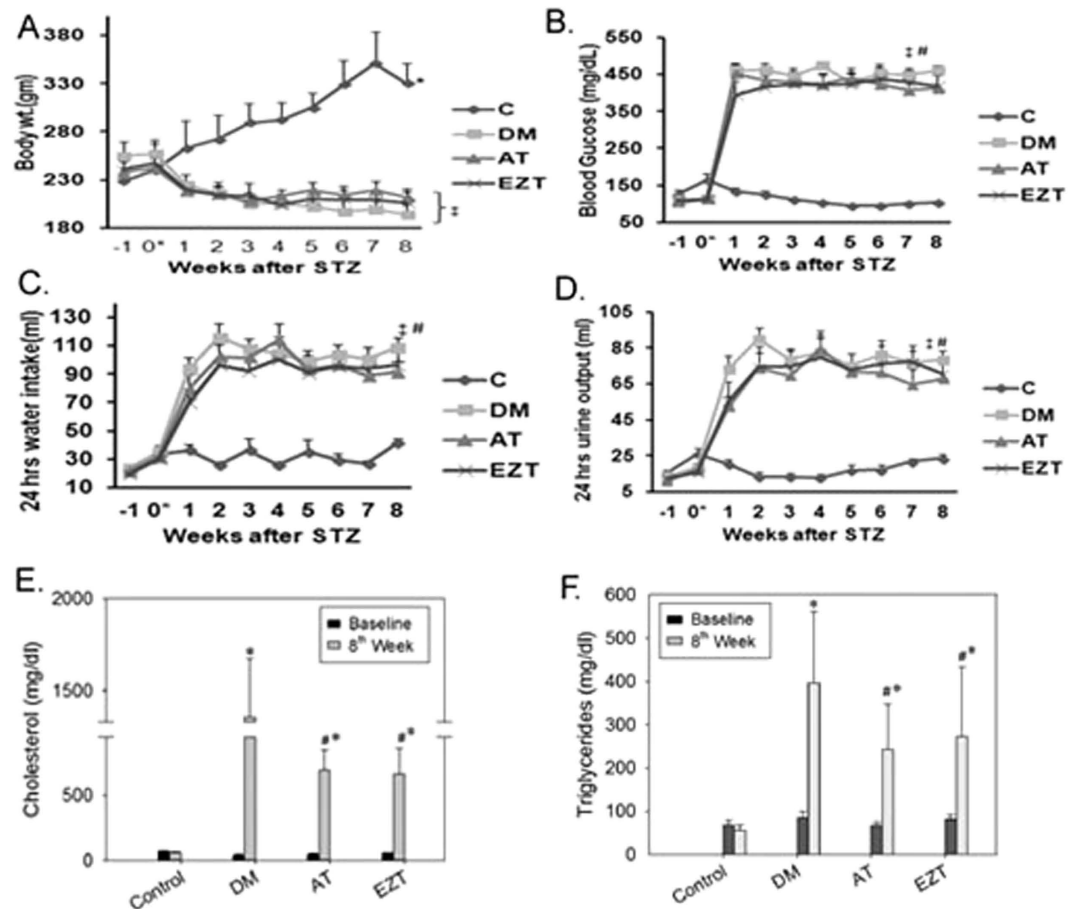 A
Body wt.(gm)
380
330
280
230
180
-1 0* 1 2 3 4 5 6 7 8
Weeks after STZ
*
‡
C
DM
AT
EZT
B.
Blood Gucose (mg/dL)
550
450
350
250
150
50
-1 0* 1 2 3 4 5 6 7 8
Weeks after STZ
‡ #
C
DM
AT
EZT
C.
24 hrs water intake(ml)
130
110
90
70
50
30
10
-1 0* 1 2 3 4 5 6 7 8
Weeks after STZ
‡ #
C
DM
AT
EZT
D.
24 hrs urine output (ml)
105
85
65
45
25
5
-1 0* 1 2 3 4 5 6 7 8
Weeks after STZ
‡ #
C
DM
AT
EZT
E.
Cholesterol (mg/dl)
2000
1500
500
0
Baseline
8th Week
*
#*
#*
Control DM AT EZT
F.
Triglycerides (mg/dl)
600
500
400
300
200
100
0
Baseline
8th Week
*
#*
#*
Control DM AT EZT